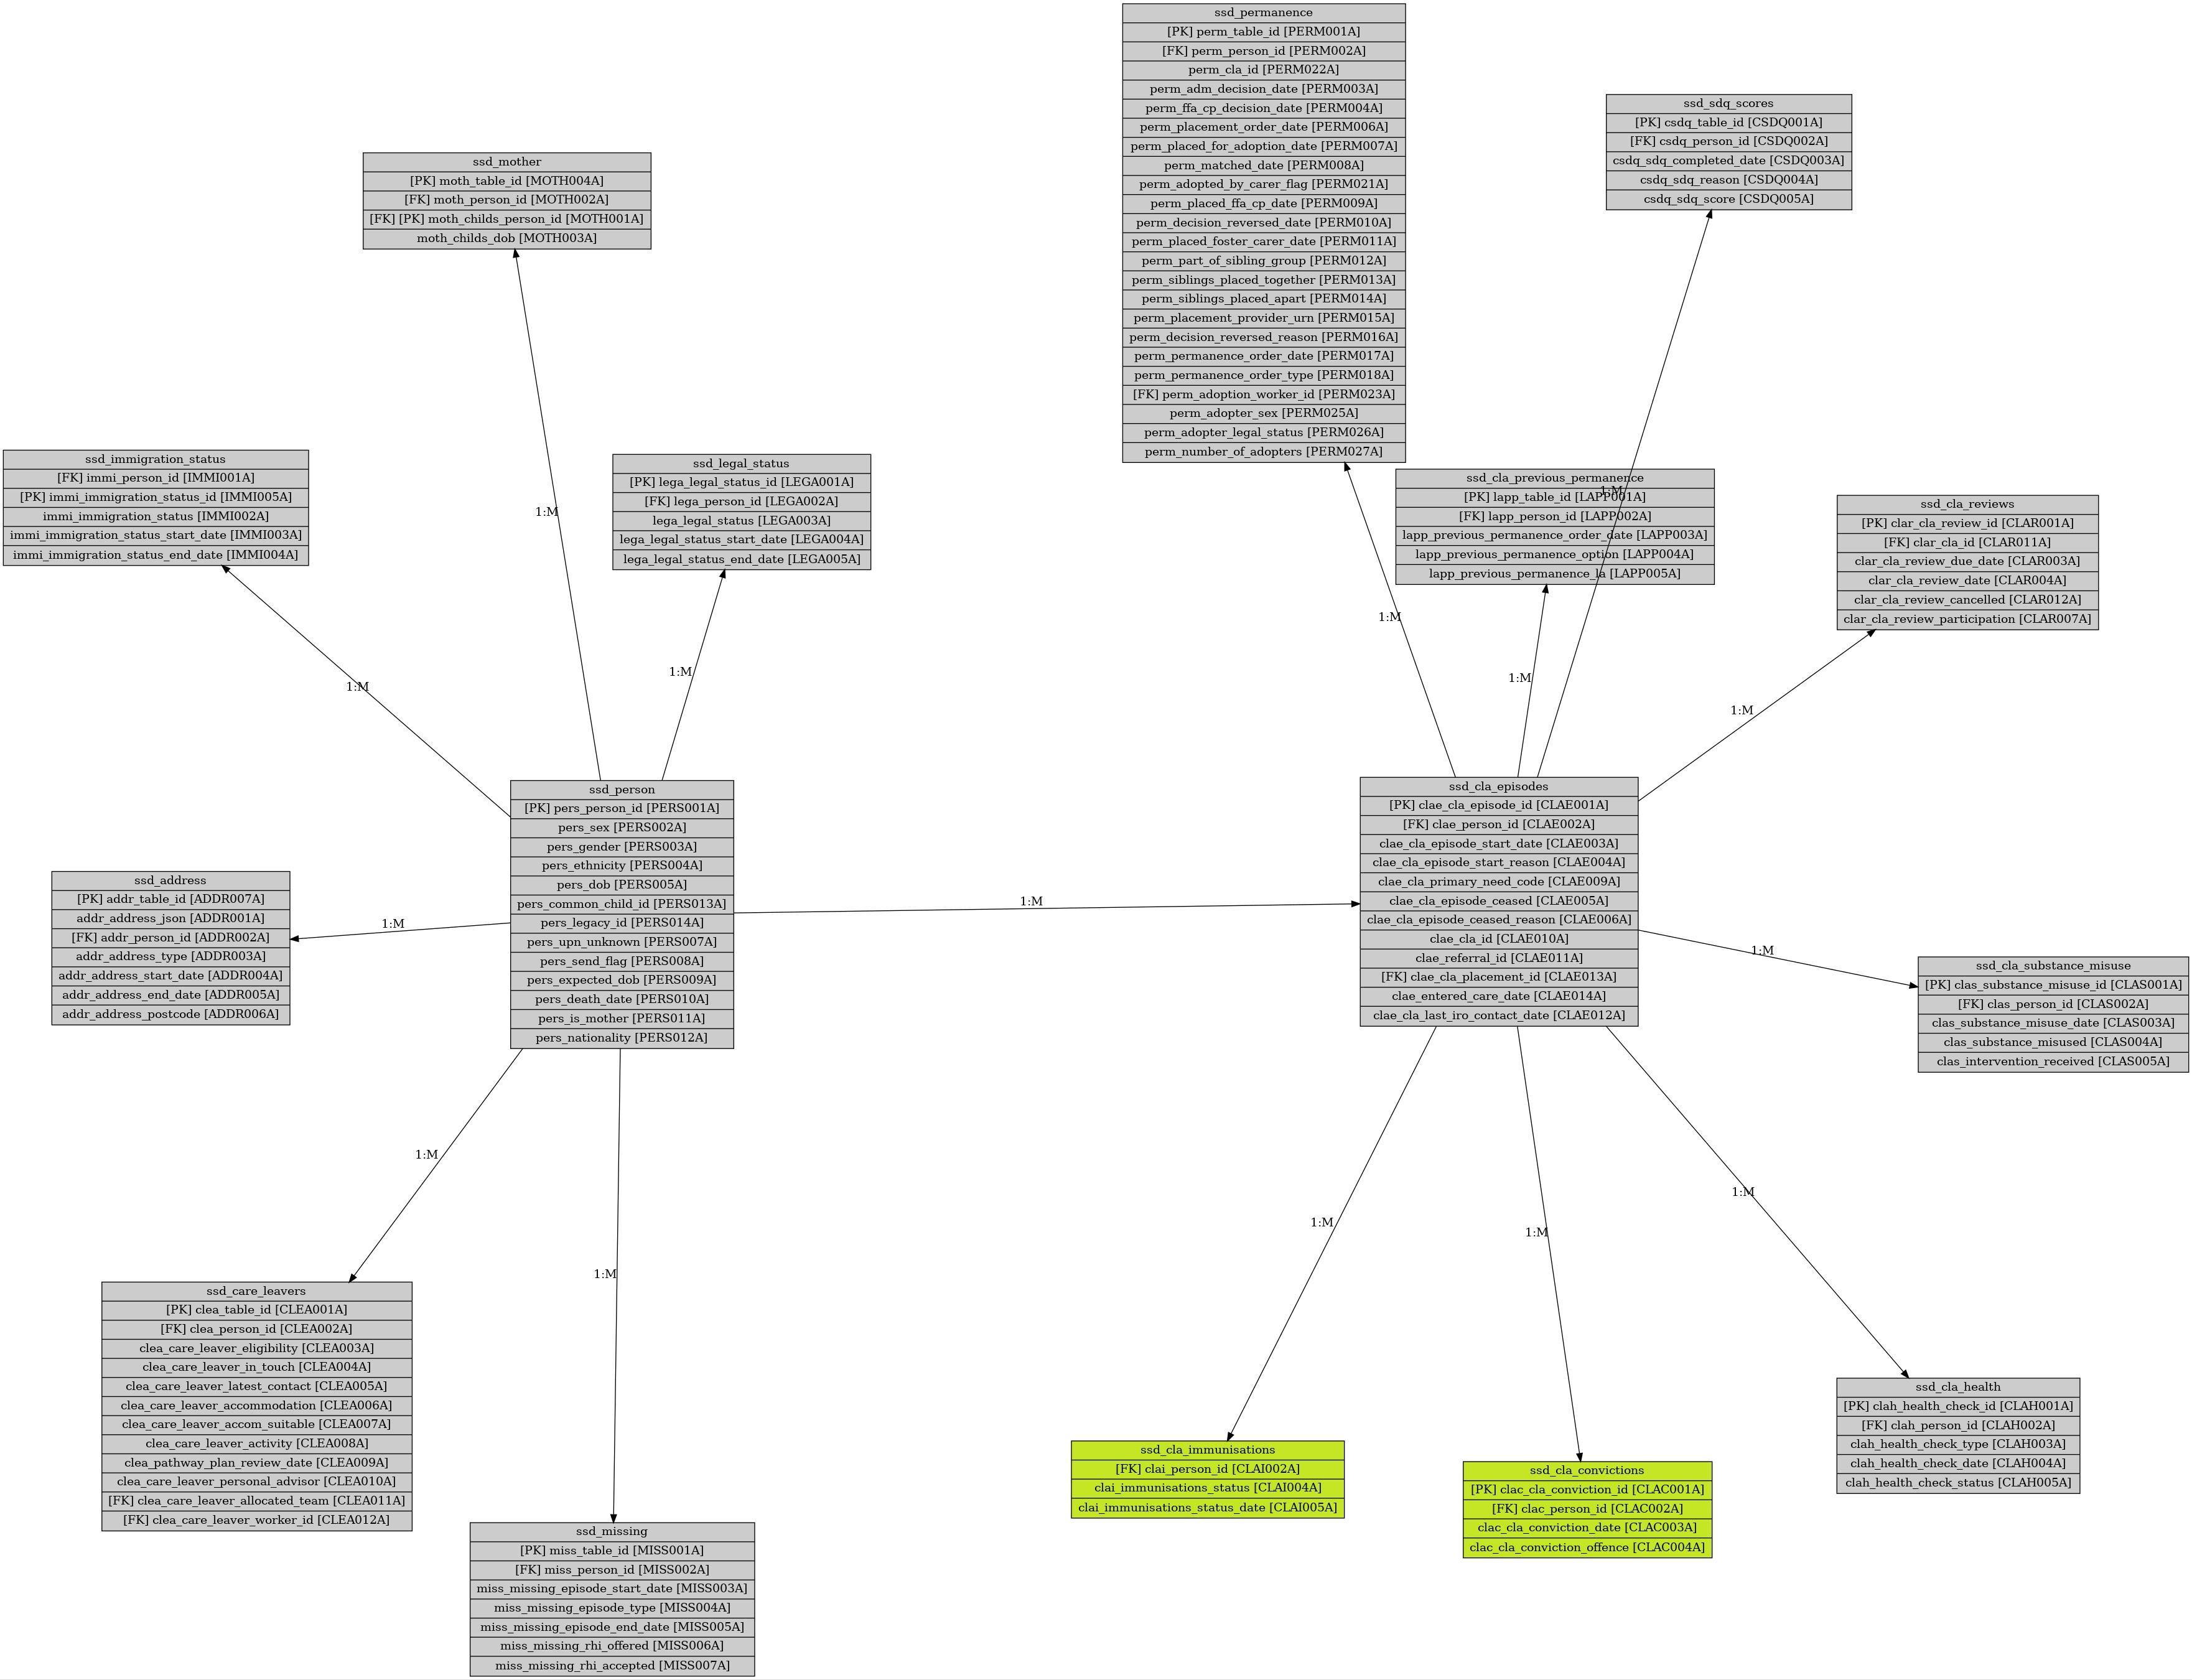 ssd_permanence
[PK] perm_table_id [PERM001A]
[FK] perm_person_id [PERM002A]
perm_cla_id [PERM022A]
perm_adm_decision_date [PERM003A]
perm_ffa_cp_decision_date [PERM004A]
perm_placement_order_date [PERM006A]
perm_placed_for_adoption_date [PERM007A]
perm_matched_date [PERM008A]
perm_adopted_by_carer_flag [PERM021A]
perm_placed_ffa_cp_date [PERM009A]
perm_decision_reversed_date [PERM010A]
perm_placed_foster_carer_date [PERM011A]
perm_part_of_sibling_group [PERM012A]
perm_siblings_placed_together [PERM013A]
perm_siblings_placed_apart [PERM014A]
perm_placement_provider_urn [PERM015A]
perm_decision_reversed_reason [PERM016A]
perm_permanence_order_date [PERM017A]
perm_permanence_order_type [PERM018A]
[FK] perm_adoption_worker_id [PERM023A]
perm_adopter_sex [PERM025A]
perm_adopter_legal_status [PERM026A]
perm_number_of_adopters [PERM027A]
ssd_sdq_scores
[PK] csdq_table_id [CSDQ001A]
[FK] csdq_person_id [CSDQ002A]
csdq_sdq_completed_date [CSDQ003A]
csdq_sdq_reason [CSDQ004A]
csdq_sdq_score [CSDQ005A]
ssd_mother
[PK] moth_table_id [MOTH004A]
[FK] moth_person_id [MOTH002A]
[FK] [PK] moth_childs_person_id [MOTH001A]
moth_childs_dob [MOTH003A]
ssd_immigration_status
[FK] immi_person_id [IMMI001A]
[PK] immi_immigration_status_id [IMMI005A]
immi_immigration_status [IMMI002A]
immi_immigration_status_start_date [IMMI003A]
immi_immigration_status_end_date [IMMI004A]
ssd_legal_status
[PK] lega_legal_status_id [LEGA001A]
[FK] lega_person_id [LEGA002A]
lega_legal_status [LEGA003A]
lega_legal_status_start_date [LEGA004A]
lega_legal_status_end_date [LEGA005A]
ssd_cla_previous_permanence
[PK] lapp_table_id [LAPP001A]
[FK] lapp_person_id [LAPP002A]
lapp_previous_permanence_order_date [LAPP003A]
lapp_previous_permanence_option [LAPP004A]
lapp_previous_permanence_la [LAPP005A]
ssd_cla_reviews
[PK] clar_cla_review_id [CLAR001A]
[FK] clar_cla_id [CLAR011A]
clar_cla_review_due_date [CLAR003A]
clar_cla_review_date [CLAR004A]
clar_cla_review_cancelled [CLAR012A]
clar_cla_review_participation [CLAR007A]
1:M
1:M
1:M
1:M
1:M
1:M
1:M
ssd_person
[PK] pers_person_id [PERS001A]
pers_sex [PERS002A]
pers_gender [PERS003A]
pers_ethnicity [PERS004A]
pers_dob [PERS005A]
pers_common_child_id [PERS013A]
pers_legacy_id [PERS014A]
pers_upn_unknown [PERS007A]
pers_send_flag [PERS008A]
pers_expected_dob [PERS009A]
pers_death_date [PERS010A]
pers_is_mother [PERS011A]
pers_nationality [PERS012A]
ssd_cla_episodes
[PK] clae_cla_episode_id [CLAE001A]
[FK] clae_person_id [CLAE002A]
clae_cla_episode_start_date [CLAE003A]
clae_cla_episode_start_reason [CLAE004A]
clae_cla_primary_need_code [CLAE009A]
clae_cla_episode_ceased [CLAE005A]
clae_cla_episode_ceased_reason [CLAE006A]
clae_cla_id [CLAE010A]
clae_referral_id [CLAE011A]
[FK] clae_cla_placement_id [CLAE013A]
clae_entered_care_date [CLAE014A]
clae_cla_last_iro_contact_date [CLAE012A]
ssd_address
[PK] addr_table_id [ADDR007A]
addr_address_json [ADDR001A]
[FK] addr_person_id [ADDR002A]
addr_address_type [ADDR003A]
addr_address_start_date [ADDR004A]
addr_address_end_date [ADDR005A]
addr_address_postcode [ADDR006A]
1:M
1:M
1:M
ssd_cla_substance_misuse
[PK] clas_substance_misuse_id [CLAS001A]
[FK] clas_person_id [CLAS002A]
clas_substance_misuse_date [CLAS003A]
clas_substance_misused [CLAS004A]
clas_intervention_received [CLAS005A]
1:M
1:M
1:M
1:M
1:M
ssd_care_leavers
[PK] clea_table_id [CLEA001A]
[FK] clea_person_id [CLEA002A]
clea_care_leaver_eligibility [CLEA003A]
clea_care_leaver_in_touch [CLEA004A]
clea_care_leaver_latest_contact [CLEA005A]
clea_care_leaver_accommodation [CLEA006A]
clea_care_leaver_accom_suitable [CLEA007A]
clea_care_leaver_activity [CLEA008A]
clea_pathway_plan_review_date [CLEA009A]
clea_care_leaver_personal_advisor [CLEA010A]
[FK] clea_care_leaver_allocated_team [CLEA011A]
[FK] clea_care_leaver_worker_id [CLEA012A]
ssd_cla_health
[PK] clah_health_check_id [CLAH001A]
[FK] clah_person_id [CLAH002A]
clah_health_check_type [CLAH003A]
clah_health_check_date [CLAH004A]
clah_health_check_status [CLAH005A]
ssd_cla_immunisations
[FK] clai_person_id [CLAI002A]
clai_immunisations_status [CLAI004A]
clai_immunisations_status_date [CLAI005A]
ssd_cla_convictions
[PK] clac_cla_conviction_id [CLAC001A]
[FK] clac_person_id [CLAC002A]
clac_cla_conviction_date [CLAC003A]
clac_cla_conviction_offence [CLAC004A]
ssd_missing
[PK] miss_table_id [MISS001A]
[FK] miss_person_id [MISS002A]
miss_missing_episode_start_date [MISS003A]
miss_missing_episode_type [MISS004A]
miss_missing_episode_end_date [MISS005A]
miss_missing_rhi_offered [MISS006A]
miss_missing_rhi_accepted [MISS007A]